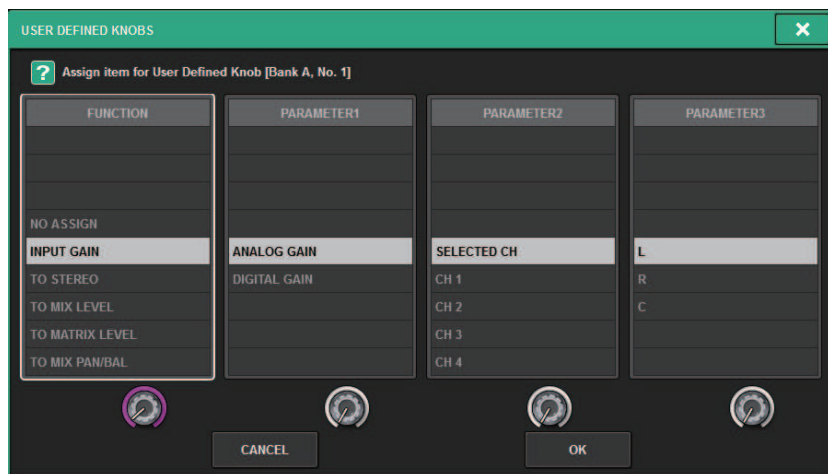 USER DEFINED KNOBS
? Assign item for User Defined Knob [Bank A, No. 1]
FUNCTION PARAMETER1 PARAMETER2 PARAMETER3
NO ASSIGN
INPUT GAIN ANALOG GAIN SELECTED CH L
TO STEREO DIGITAL GAIN CH 1 R
TO MIX LEVEL CH 2 C
TO MATRIX LEVEL CH 3
TO MIX PAN/BAL CH 4
CANCEL OK